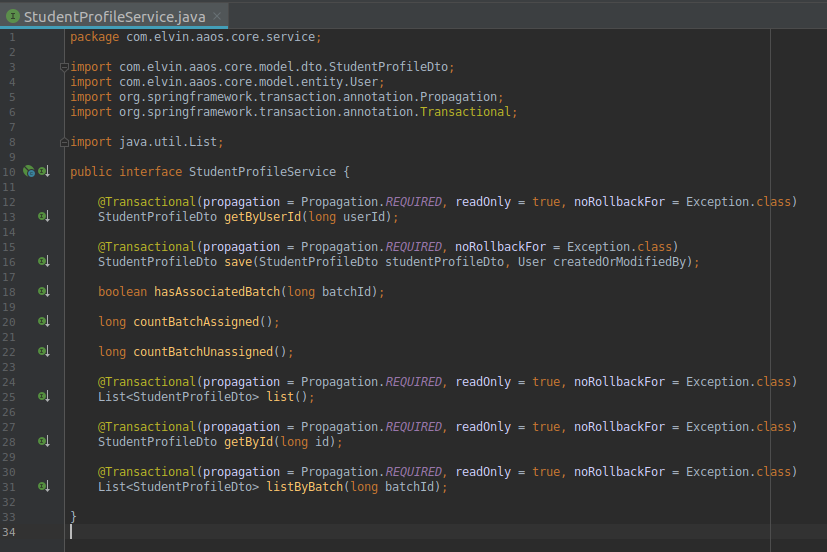 StudentProfileService.java
1 package com.elvin.aaos.core.service;
2
3 import com.elvin.aaos.core.model.dto.StudentProfileDto;
4 import com.elvin.aaos.core.model.entity.User;
5 import org.springframework.transaction.annotation.Propagation;
6 import org.springframework.transaction.annotation.Transactional;
7
8 import java.util.List;
9
10 public interface StudentProfileService {
11
12 @Transactional(propagation = Propagation.REQUIRED, readOnly = true, noRollbackFor = Exception.class)
13 StudentProfileDto getByUserId(long userId);
14
15 @Transactional(propagation = Propagation.REQUIRED, noRollbackFor = Exception.class)
16 StudentProfileDto save(StudentProfileDto studentProfileDto, User createdOrModifiedBy);
17
18 boolean hasAssociatedBatch(long batchId);
19
20 long countBatchAssigned();
21
22 long countBatchUnassigned();
23
24 @Transactional(propagation = Propagation.REQUIRED, readOnly = true, noRollbackFor = Exception.class)
25 List<StudentProfileDto> list();
26
27 @Transactional(propagation = Propagation.REQUIRED, readOnly = true, noRollbackFor = Exception.class)
28 StudentProfileDto getById(long id);
29
30 @Transactional(propagation = Propagation.REQUIRED, readOnly = true, noRollbackFor = Exception.class)
31 List<StudentProfileDto> listByBatch(long batchId);
32
33 }
34